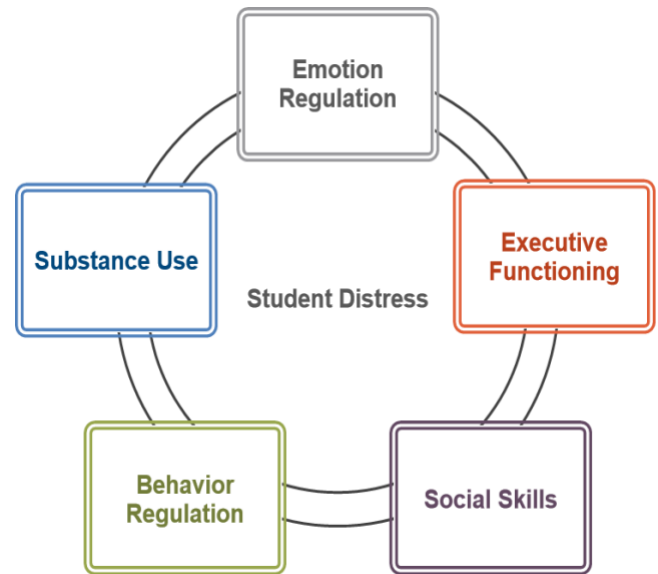 Emotion
Regulation
Executive
Functioning
Substance Use
Student Distress
Behavior
Regulation
Social Skills